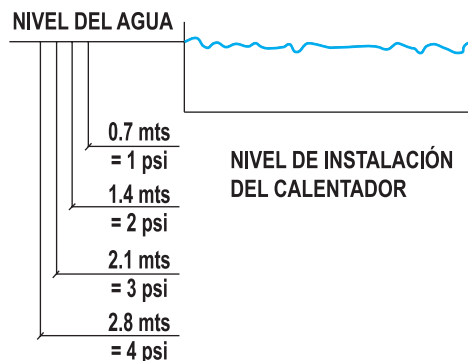 NIVEL DEL AGUA
0.7 mts
= 1 psi
1.4 mts
= 2 psi
2.1 mts
= 3 psi
2.8 mts
= 4 psi
NIVEL DE INSTALACIÓN
DEL CALENTADOR